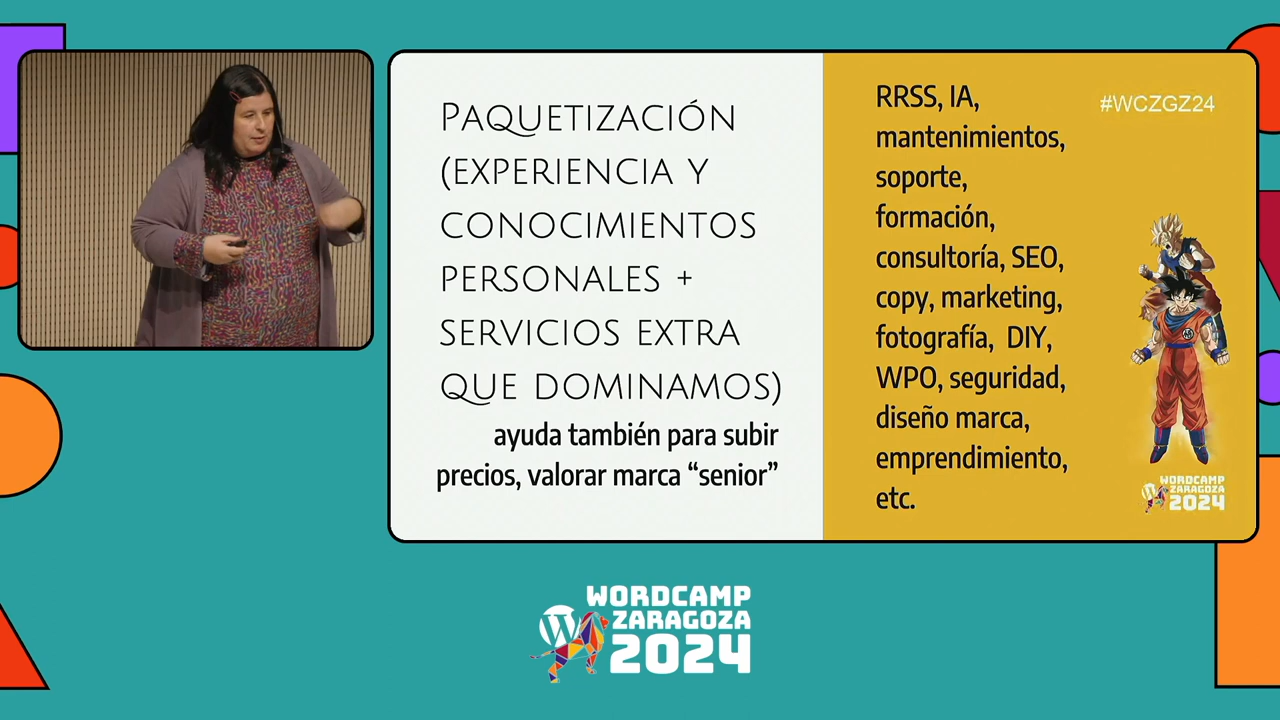 PAQUETIZACIÓN
(EXPERIENCIA Y
CONOCIMIENTOS
PERSONALES +
SERVICIOS EXTRA
QUE DOMINAMOS)
ayuda también para subir
precios, valorar marca “senior”
RRSS, IA,
mantenimientos,
soporte,
formación,
consultoría, SEO,
copy, marketing,
fotografía, DIY,
WPO, seguridad,
diseño marca,
emprendimiento,
etc.
#WCZGZ24
WORDCAMP
ZARAGOZA
2024
WORDCAMP
ZARAGOZA
2024